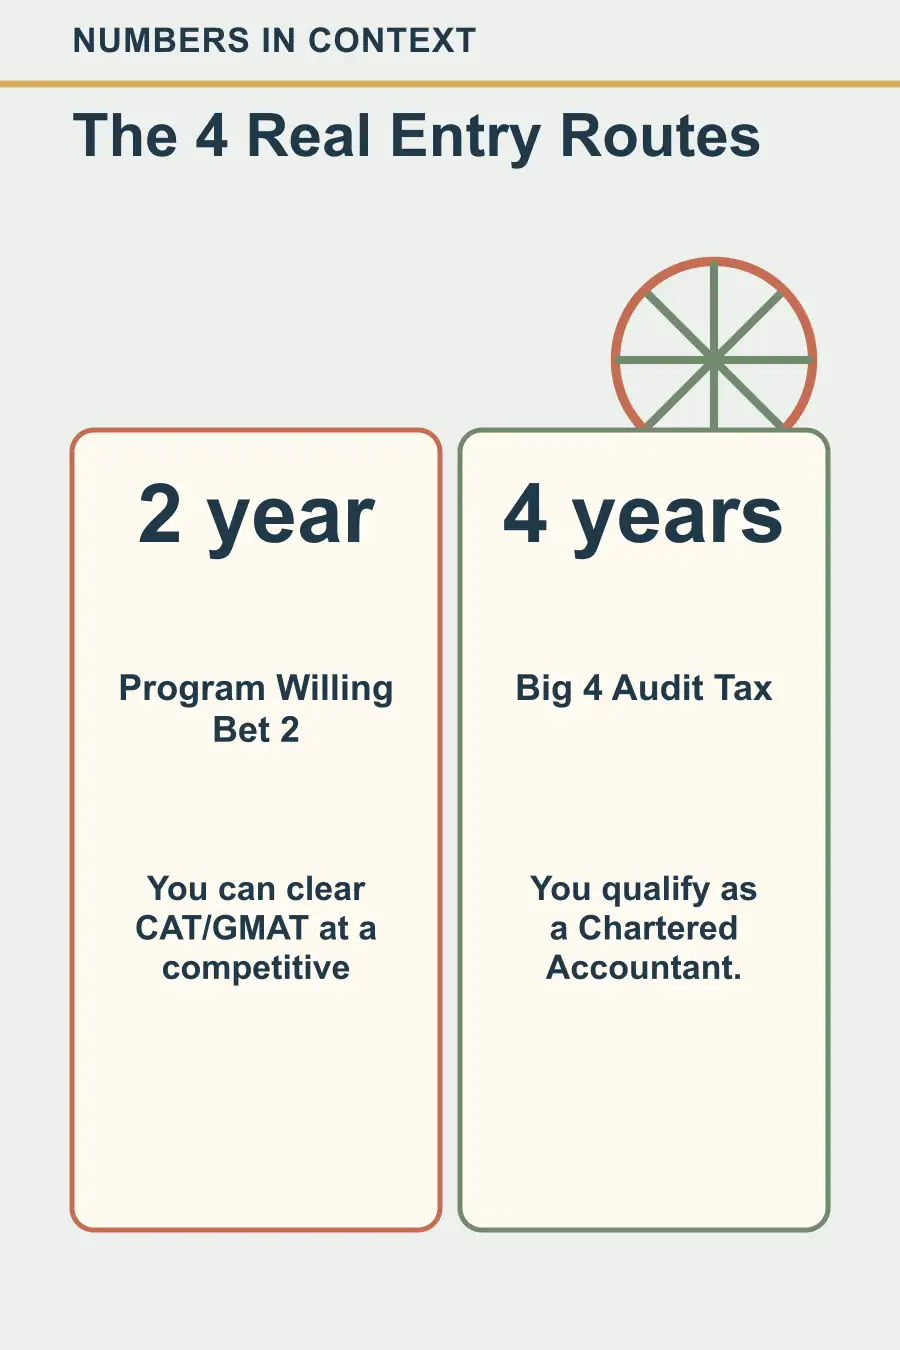 NUMBERS IN CONTEXT
The 4 Real Entry Routes
2 year
Program Willing
Bet 2
You can clear
CAT/GMAT at a
competitive
4 years
Big 4 Audit Tax
You qualify as
a Chartered
Accountant.